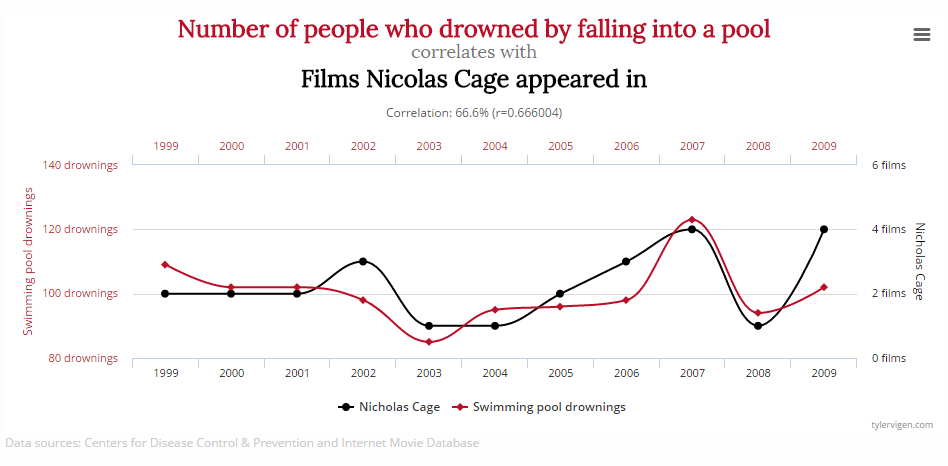 Number of people who drowned by falling into a pool
correlates with
Films Nicolas Cage appeared in
Correlation: 66.6% (r=0.666004)
1999 2000 2001 2002 2003 2004 2005 2006 2007 2008 2009
140 drownings 6 films
120 drownings 4 films
100 drownings 2 films
80 drownings 0 films
Swimming pool drownings
Nicholas Cage
1999 2000 2001 2002 2003 2004 2005 2006 2007 2008 2009
Nicholas Cage Swimming pool drownings
tylervigen.com
Data sources: Centers for Disease Control & Prevention and Internet Movie Database